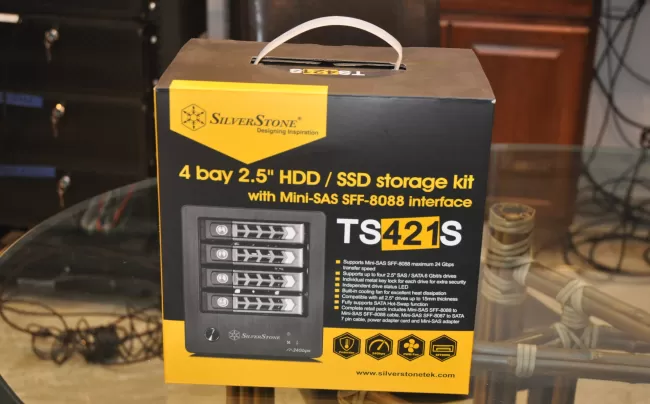 TS421S
SILVERSTONE®
Designing Inspiration
4 bay 2.5" HDD / SSD storage kit
with Mini-SAS SFF-8088 interface
TS421S
Supports Mini-SAS SFF-8088 maximum 24 Gbps
transfer speed
Supports up to four 2.5" SAS / SATA-6 Gbit/s drives
Individual metal key lock for each drive for extra security
Independent drive status LED
Built-in cooling fan for excellent heat dissipation
Compatible with all 2.5" drives up to 15mm thickness
Fully supports SATA Hot-Swap function
Complete retail pack includes Mini-SAS SFF-8088 to
Mini-SAS SFF-8088 cable, Mini-SAS SFF-8087 to SATA
7 pin cable, power adapter card and Mini-SAS adapter
SILVERSTONE
www.silverstonetek.com